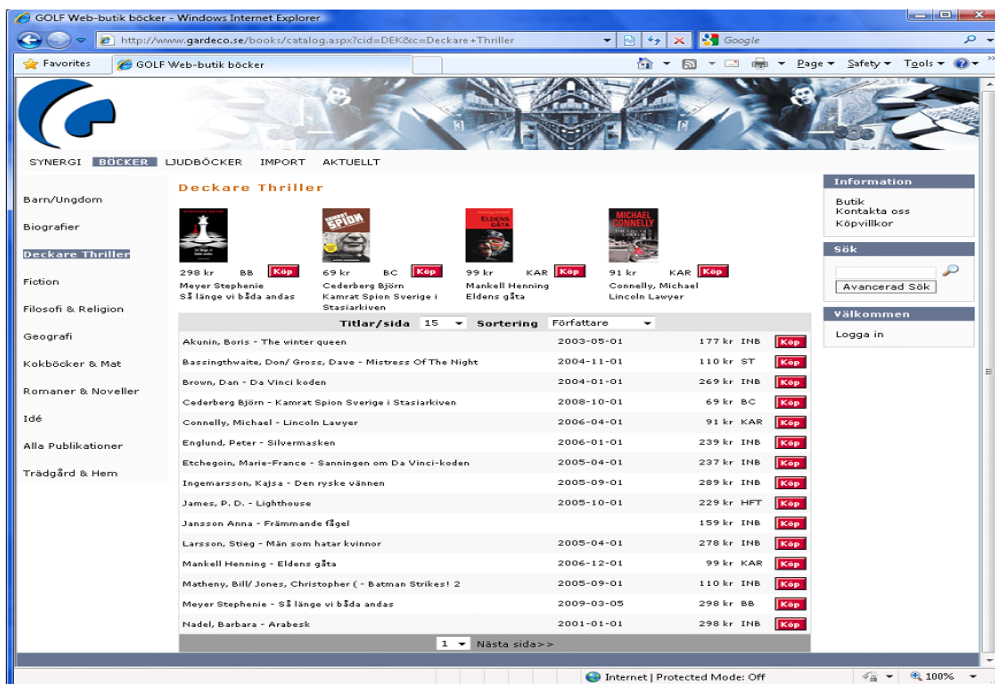 GOLF Web-butik böcker - Windows Internet Explorer
http://www.gardeco.se/books/catalog.aspx?cid=DEK&c=Deckare+Thriller
Google
Favorites GOLF Web-butik böcker Page Safety Tools
SYNERGI BÖCKER LJUDBÖCKER IMPORT AKTUELLT
Barn/Ungdom
Biografier
Deckare Thriller
Fiction
Filosofi & Religion
Geografi
Kokböcker & Mat
Romaner & Noveller
Idé
Alla Publikationer
Trädgård & Hem
Deckare Thriller
SPION
ELDENS GÅTA
MICHAEL CONNELLY
298 kr BB Köp
Meyer Stephenie
Så länge vi båda andas
69 kr BC Köp
Cederberg Björn
Kamrat Spion Sverige i
Stasiarkiven
99 kr KAR Köp
Mankell Henning
Eldens gåta
91 kr KAR Köp
Connelly, Michael
Lincoln Lawyer
Titlar/sida 15 Sortering Författare
Akunin, Boris - The winter queen 2003-05-01 177 kr INB Köp
Bassingthwaite, Don/ Gross, Dave - Mistress Of The Night 2004-11-01 110 kr ST Köp
Brown, Dan - Da Vinci koden 2004-01-01 269 kr INB Köp
Cederberg Björn - Kamrat Spion Sverige i Stasiarkiven 2008-10-01 69 kr BC Köp
Connelly, Michael - Lincoln Lawyer 2006-04-01 91 kr KAR Köp
Englund, Peter - Silvermasken 2006-01-01 239 kr INB Köp
Etchegoin, Marie-France - Sanningen om Da Vinci-koden 2005-04-01 237 kr INB Köp
Ingemarsson, Kajsa - Den ryske vännen 2005-09-01 289 kr INB Köp
James, P. D. - Lighthouse 2005-10-01 229 kr HFT Köp
Jansson Anna - Främmande fågel 159 kr INB Köp
Larsson, Stieg - Män som hatar kvinnor 2005-04-01 278 kr INB Köp
Mankell Henning - Eldens gåta 2006-12-01 99 kr KAR Köp
Matheny, Bill/ Jones, Christopher ( - Batman Strikes! 2 2005-09-01 110 kr INB Köp
Meyer Stephenie - Så länge vi båda andas 2009-03-05 298 kr BB Köp
Nadel, Barbara - Arabesk 2001-01-01 298 kr INB Köp
1 Nästa sida>>
Information
Butik
Kontakta oss
Köpvillkor
Sök
Avancerad Sök
Välkommen
Logga in
Internet | Protected Mode: Off 100%